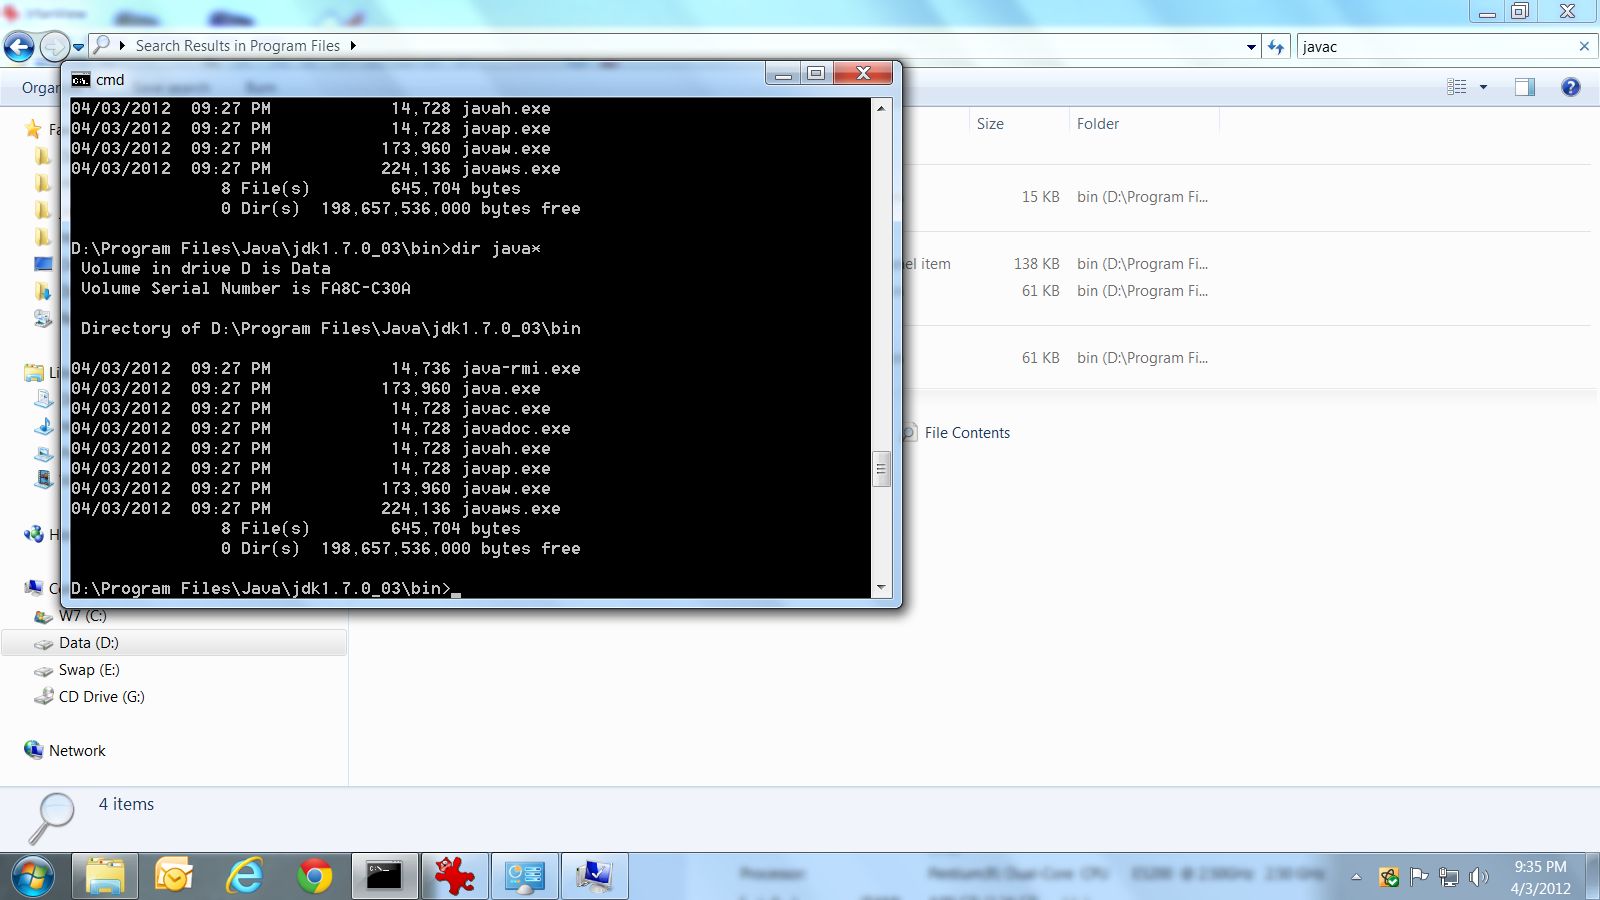 Search Results in Program Files
javac
Organ
cmd
04/03/2012 09:27 PM 14,728 javah.exe
04/03/2012 09:27 PM 14,728 javap.exe
04/03/2012 09:27 PM 173,960 javaw.exe
04/03/2012 09:27 PM 224,136 javaws.exe
8 File(s) 645,704 bytes
0 Dir(s) 198,657,536,000 bytes free
D:\Program Files\Java\jdk1.7.0_03\bin>dir java*
Volume in drive D is Data
Volume Serial Number is FA8C-C30A
Directory of D:\Program Files\Java\jdk1.7.0_03\bin
04/03/2012 09:27 PM 14,736 java-rmi.exe
04/03/2012 09:27 PM 173,960 java.exe
04/03/2012 09:27 PM 14,728 javac.exe
04/03/2012 09:27 PM 14,728 javadoc.exe
04/03/2012 09:27 PM 14,728 javah.exe
04/03/2012 09:27 PM 14,728 javap.exe
04/03/2012 09:27 PM 173,960 javaw.exe
04/03/2012 09:27 PM 224,136 javaws.exe
8 File(s) 645,704 bytes
0 Dir(s) 198,657,536,000 bytes free
D:\Program Files\Java\jdk1.7.0_03\bin>_
Size Folder
15 KB bin (D:\Program Fi...
el item 138 KB bin (D:\Program Fi...
61 KB bin (D:\Program Fi...
61 KB bin (D:\Program Fi...
File Contents
Fa
Li
H
C
W7 (C:)
Data (D:)
Swap (E:)
CD Drive (G:)
Network
4 items
9:35 PM
4/3/2012